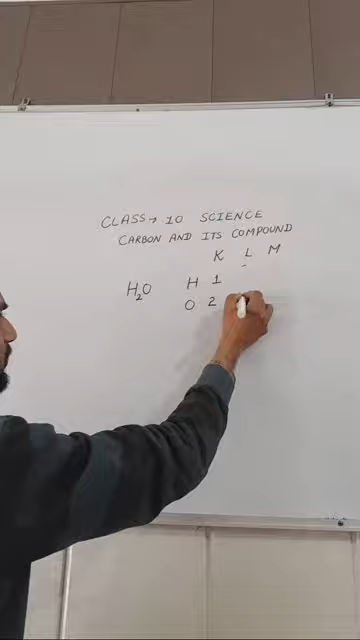 CLASS → 10 SCIENCE
CARBON AND ITS COMPOUND
K L M
H₂O H 1
O 2